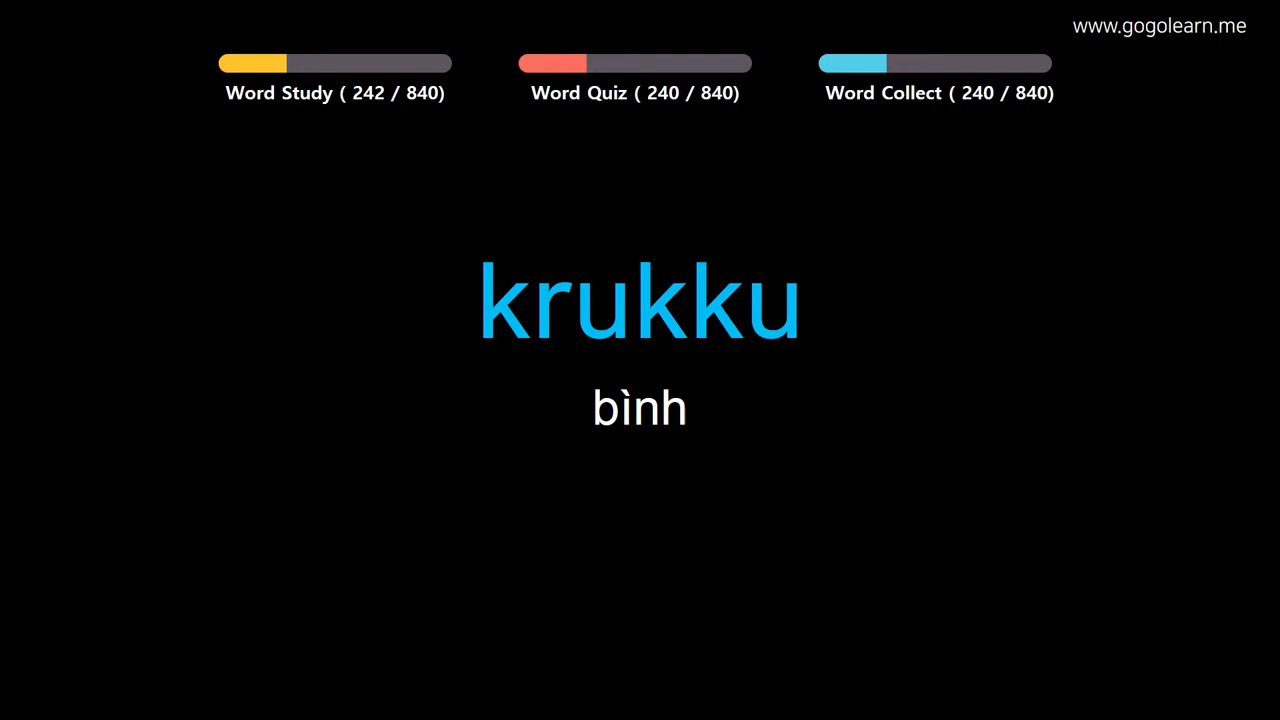 www.gogolearn.me
Word Study ( 242 / 840)
Word Quiz ( 240 / 840)
Word Collect ( 240 / 840)
krukku
bình